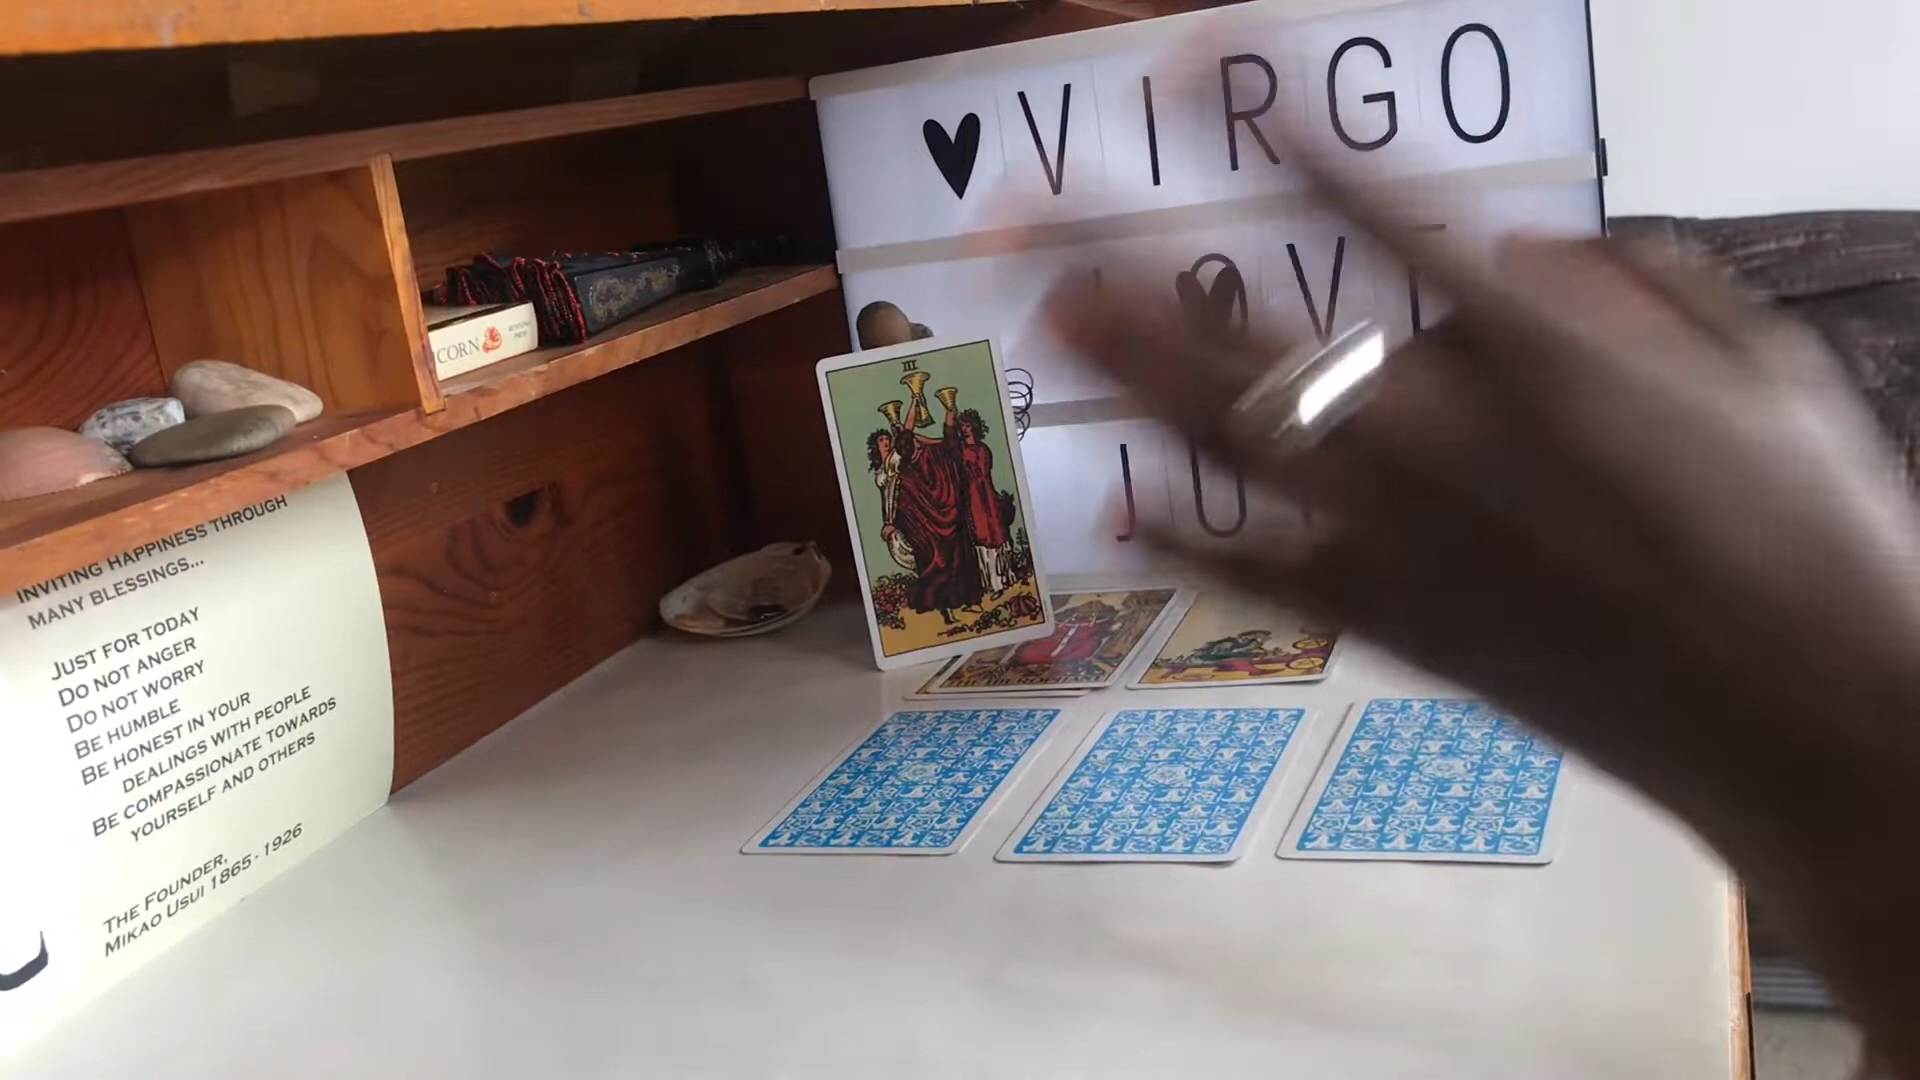 ♥VIRGO
CORN
III
INVITING HAPPINESS THROUGH
MANY BLESSINGS...
JUST FOR TODAY
DO NOT ANGER
DO NOT WORRY
BE HUMBLE
BE HONEST IN YOUR
DEALINGS WITH PEOPLE
BE COMPASSIONATE TOWARDS
YOURSELF AND OTHERS
THE FOUNDER,
MIKAO USUI 1865-1926